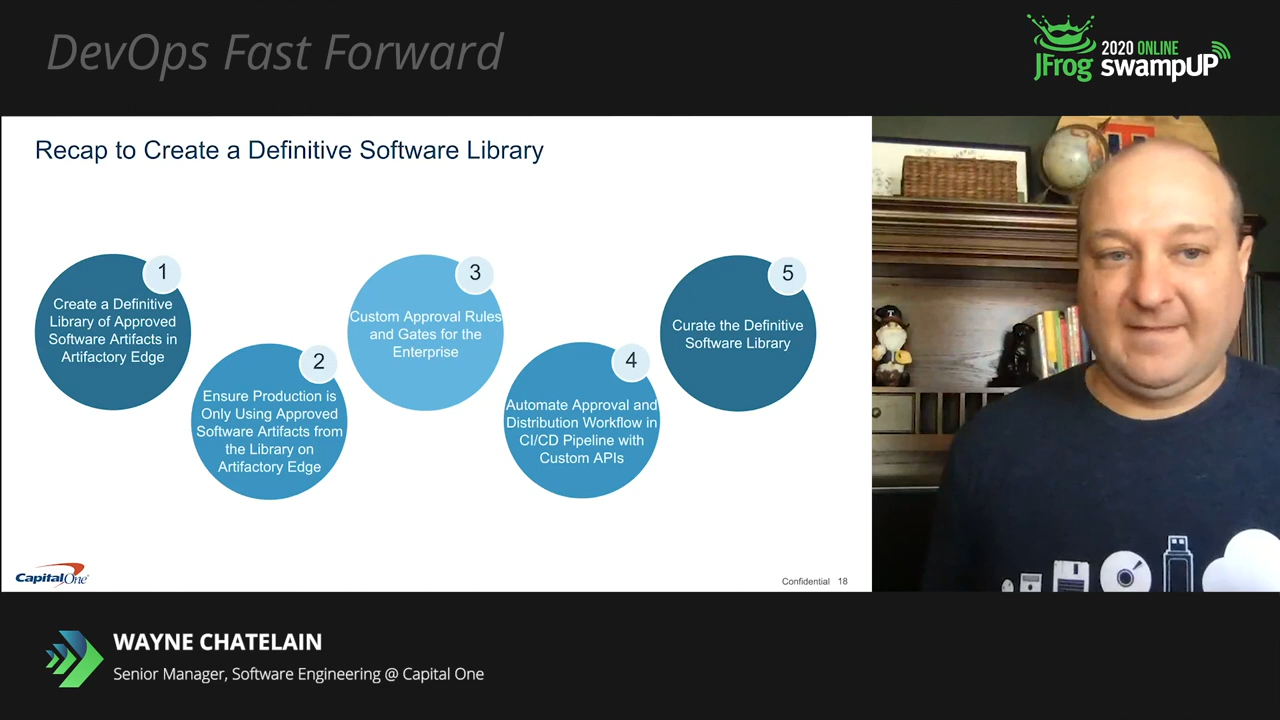 DevOps Fast Forward
JFrog
2020 ONLINE
swampUP
Recap to Create a Definitive Software Library
1
Create a Definitive
Library of Approved
Software Artifacts in
Artifactory Edge
2
Ensure Production is
Only Using Approved
Software Artifacts from
the Library on
Artifactory Edge
3
Custom Approval Rules
and Gates for the
Enterprise
4
Automate Approval and
Distribution Workflow in
CI/CD Pipeline with
Custom APIs
5
Curate the Definitive
Software Library
CapitalOne
Confidential 18
T
WAYNE CHATELAIN
Senior Manager, Software Engineering @ Capital One